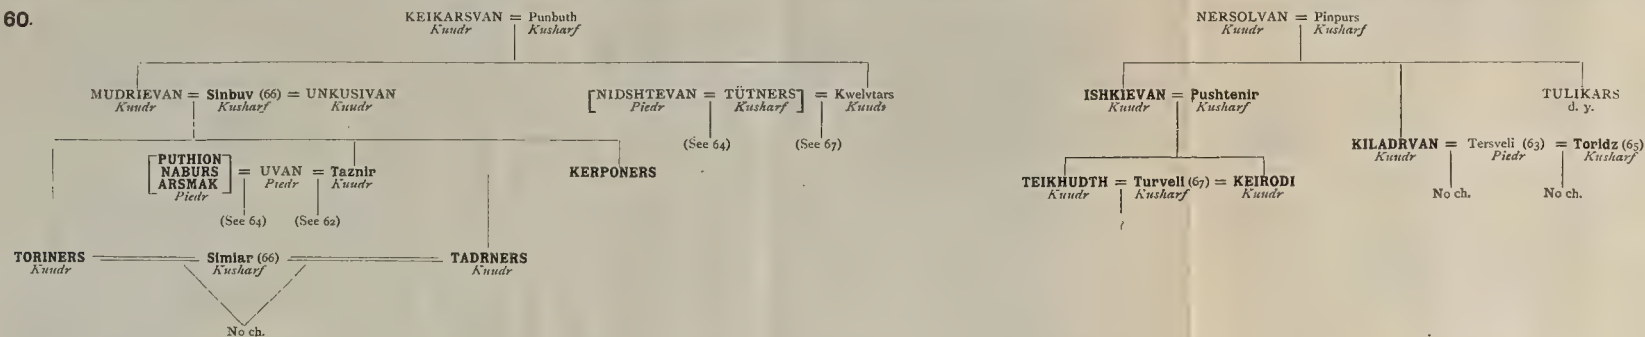 60.
KEIKARSVAN = Punbuth
Kuudr Kusharf
NERSOLVAN = Pinpurs
Kuudr Kusharf
MUDRIEVAN = Sinbuv (66) = UNKUSIVAN
Kuudr Kusharf Kuudr
[NIDSHTEVAN = TÜTNERS] = Kwelvtars
Piedr Kusharf Kuudr
(See 64) (See 67)
ISHKIEVAN = Pushtenir
Kuudr Kusharf
TULIKARS
d. y.
PUTHION
NABURS
ARSMAK
Piedr
= UVAN = Taznir
Piedr Kuudr
(See 64) (See 62)
KERPONERS
KILADRVAN = Tersveli (63) = Toridz (65)
Kuudr Piedr Kusharf
No ch. No ch.
TEIKHUDTH = Turveli (67) = KEIRODI
Kuudr Kusharf Kuudr
TORINERS Simiar (66) TADRNERS
Kuudr Kusharf Kuudr
No ch.